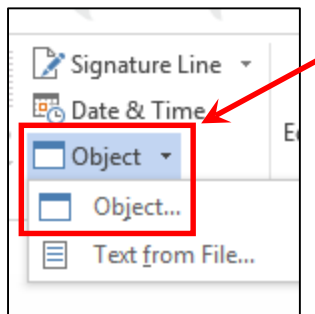 Signature Line
Date & Time
Object
Object...
Text from File...